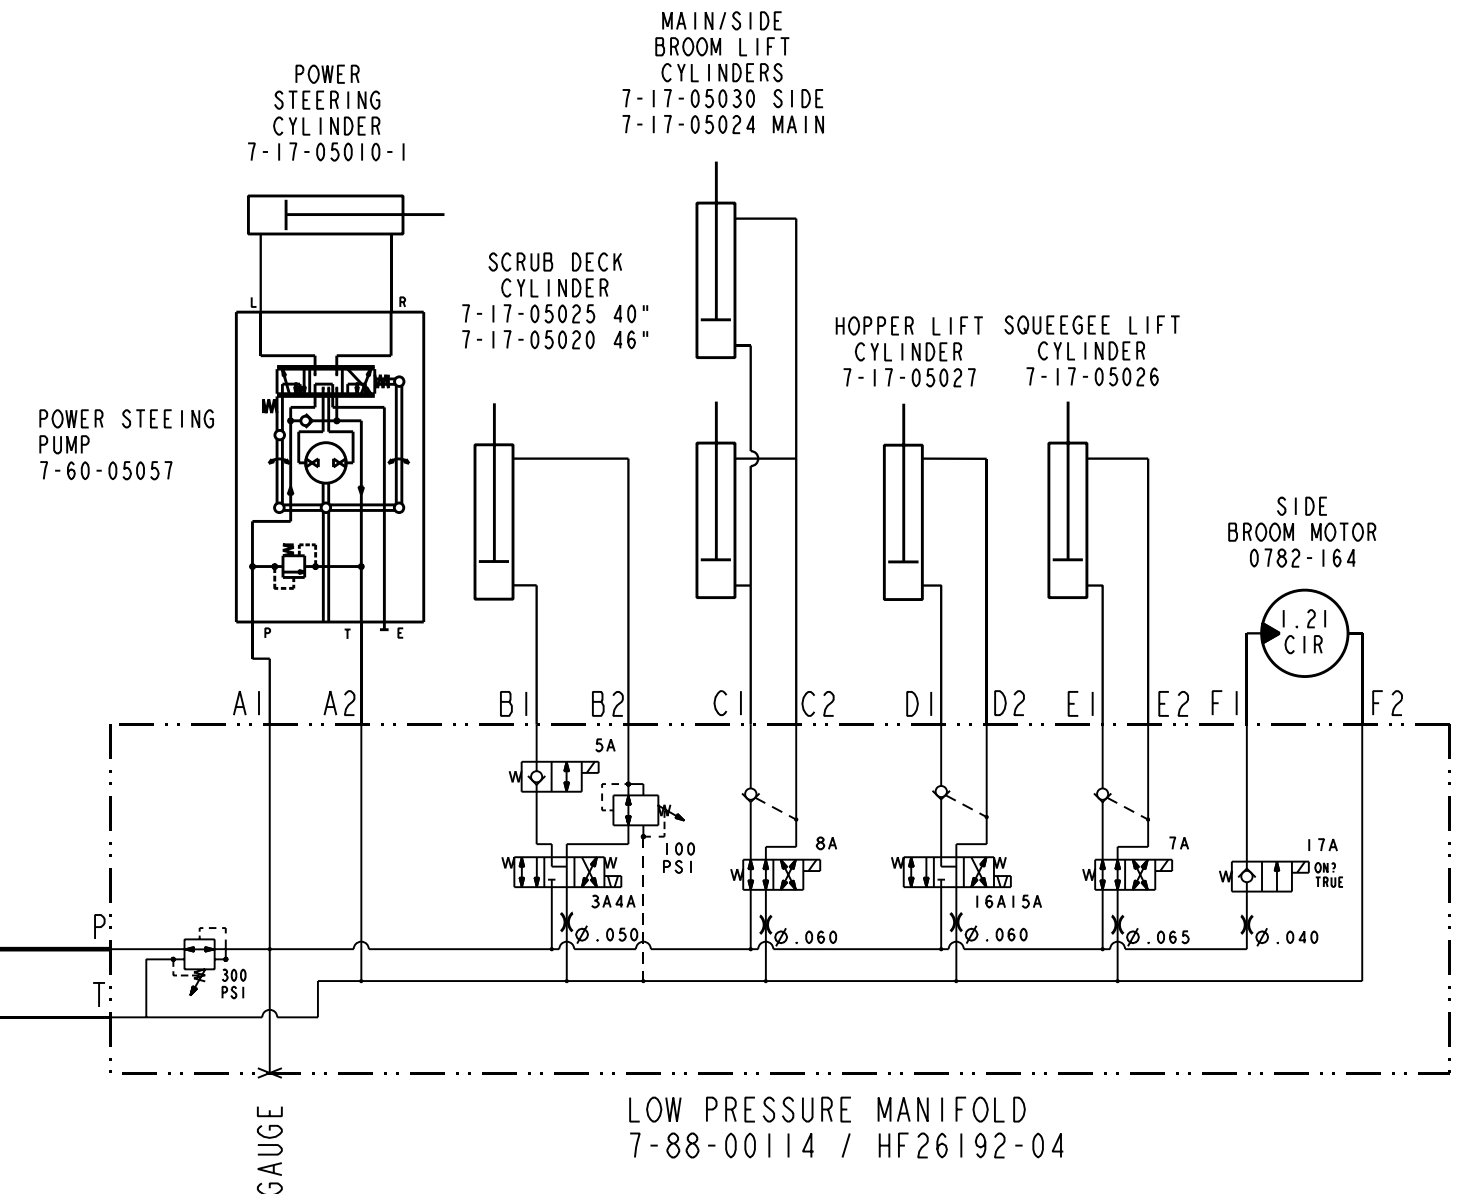 MAIN/SIDE
BROOM LIFT
CYLINDERS
7-17-05030 SIDE
7-17-05024 MAIN
POWER
STEERING
CYLINDER
7-17-05010-1
SCRUB DECK
CYLINDER
7-17-05025 40"
7-17-05020 46"
L
R
HOPPER LIFT
CYLINDER
7-17-05027
SQUEEGEE LIFT
CYLINDER
7-17-05026
POWER STEEING
PUMP
7-60-05057
SIDE
BROOM MOTOR
0782-164
1.21
CIR
P
T
E
A1
A2
B1
B2
C1
C2
D1
D2
E1
E2
F1
F2
5A
100
PSI
8A
7A
17A
ON?
TRUE
3A4A
16A15A
Ø.050
Ø.060
Ø.060
Ø.065
Ø.040
P
300
PSI
T
GAUGE
LOW PRESSURE MANIFOLD
7-88-00114 / HF26192-04